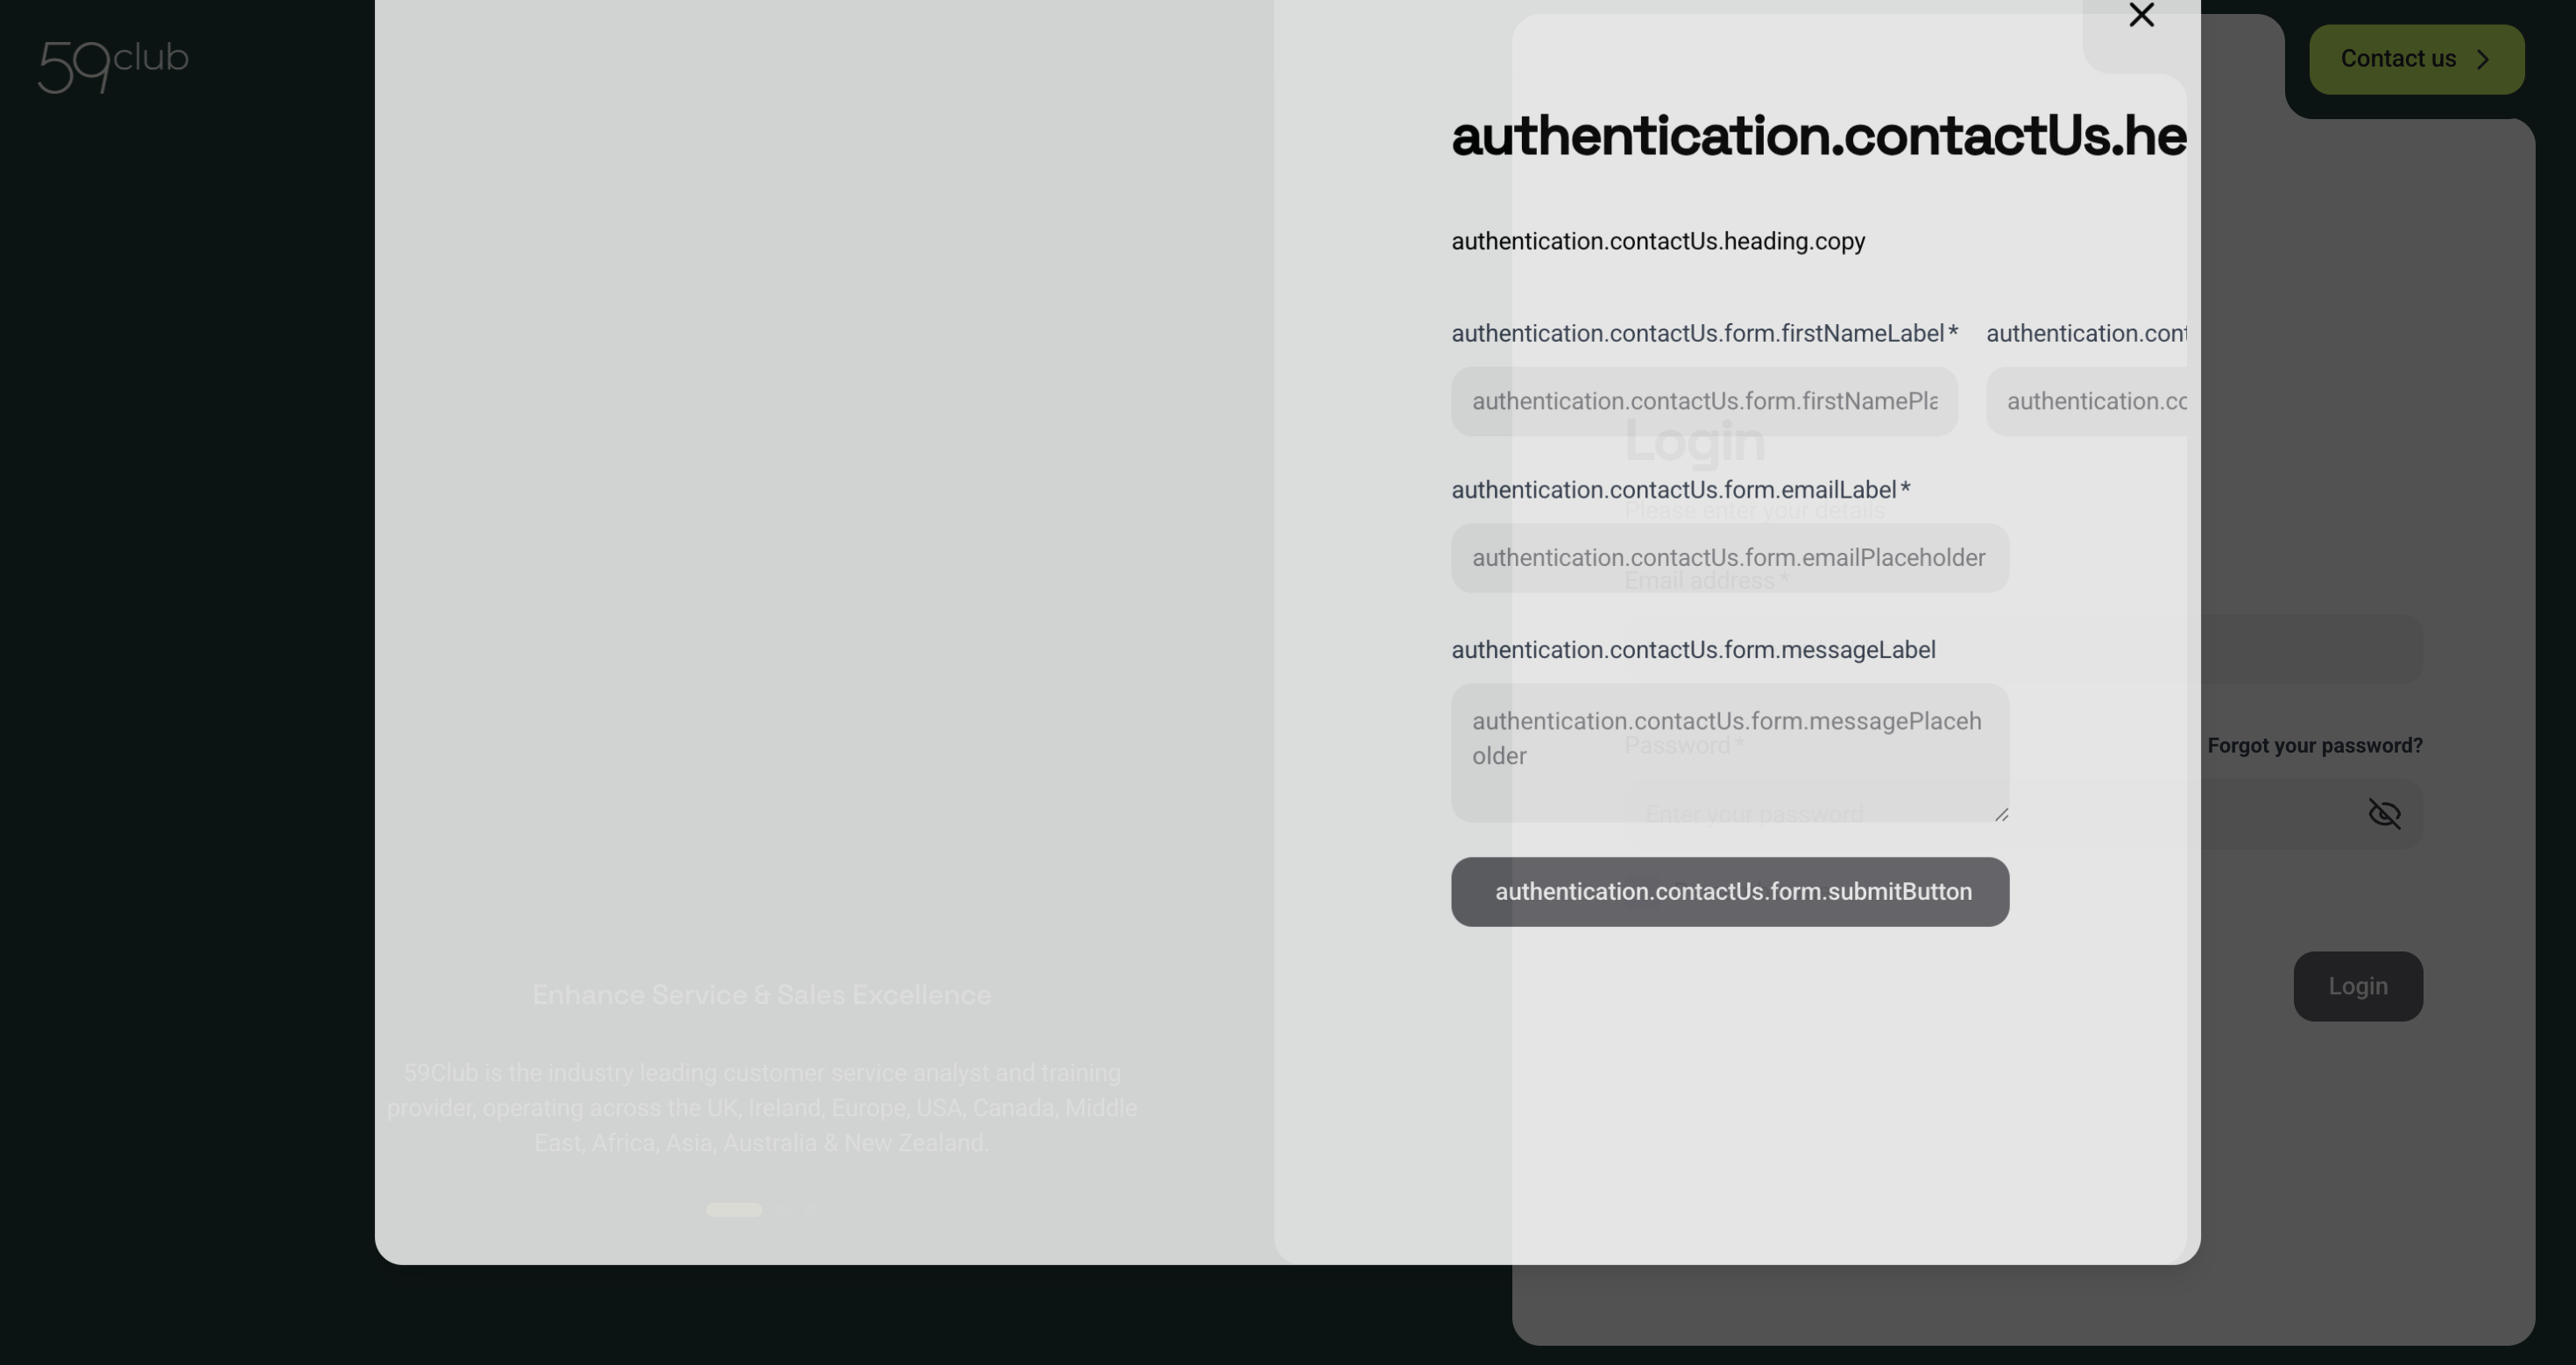 59club
Contact us
authentication.contactUs.he
authentication.contactUs.heading.copy
authentication.contactUs.form.firstNameLabel* authentication.cont
authentication.contactUs.form.firstNamePla authentication.co
Login
authentication.contactUs.form.emailLabel*
Please enter your details
authentication.contactUs.form.emailPlaceholder
Email address*
authentication.contactUs.form.messageLabel
authentication.contactUs.form.messagePlaceh
older
Password*
Forgot your password?
Enter your password
authentication.contactUs.form.submitButton
Login
Enhance Service & Sales Excellence
59Club is the industry leading customer service analyst and training
provider, operating across the UK, Ireland, Europe, USA, Canada, Middle
East, Africa, Asia, Australia & New Zealand.